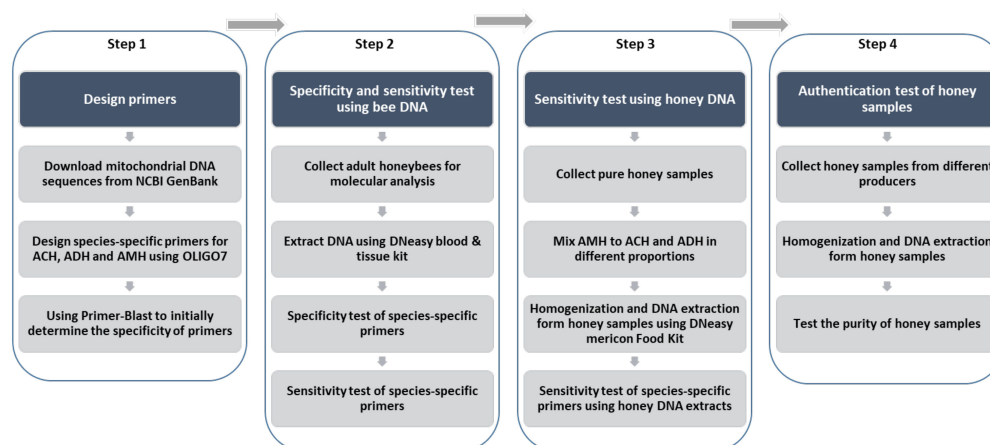 Step 1
Design primers
Download mitochondrial DNA
sequences from NCBI GenBank
Design species-specific primers for
ACH, ADH and AMH using OLIGO7
Using Primer-Blast to initially
determine the specificity of primers
Step 2
Specificity and sensitivity test
using bee DNA
Collect adult honeybees for
molecular analysis
Extract DNA using DNeasy blood &
tissue kit
Specificity test of species-specific
primers
Sensitivity test of species-specific
primers
Step 3
Sensitivity test using honey DNA
Collect pure honey samples
Mix AMH to ACH and ADH in
different proportions
Homogenization and DNA extraction
form honey samples using DNeasy
mericon Food Kit
Sensitivity test of species-specific
primers using honey DNA extracts
Step 4
Authentication test of honey
samples
Collect honey samples from different
producers
Homogenization and DNA extraction
form honey samples
Test the purity of honey samples